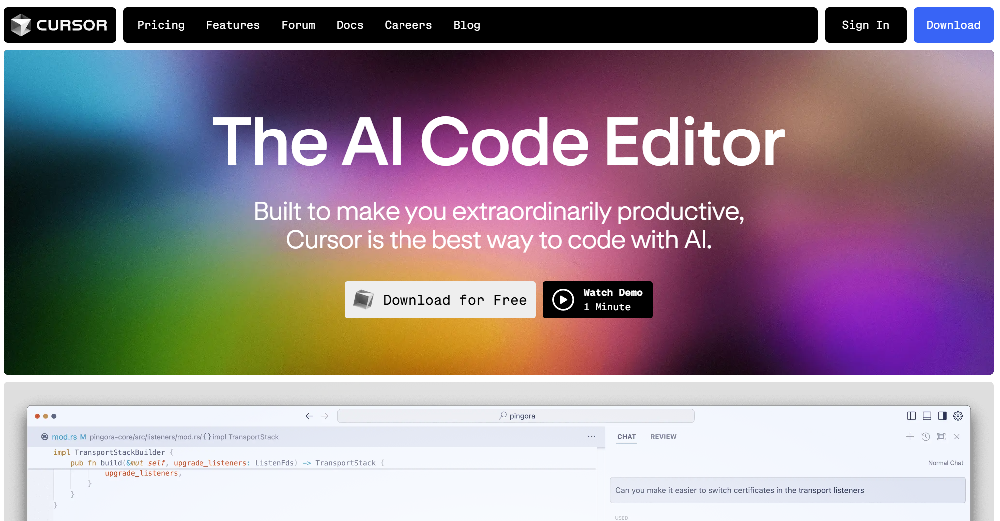 CURSOR
Pricing Features Forum Docs Careers Blog
Sign In
Download
The AI Code Editor
Built to make you extraordinarily productive,
Cursor is the best way to code with AI.
Download for Free
Watch Demo
1 Minute
pingora
mod.rs M pingora-core/src/listeners/mod.rs/{} impl TransportStack
···
impl TransportStackBuilder {
pub fn build(&mut self, upgrade_listeners: ListenFds) -> TransportStack {
upgrade_listeners,
}
}
}
CHAT REVIEW
Normal Chat
Can you make it easier to switch certificates in the transport listeners
USED